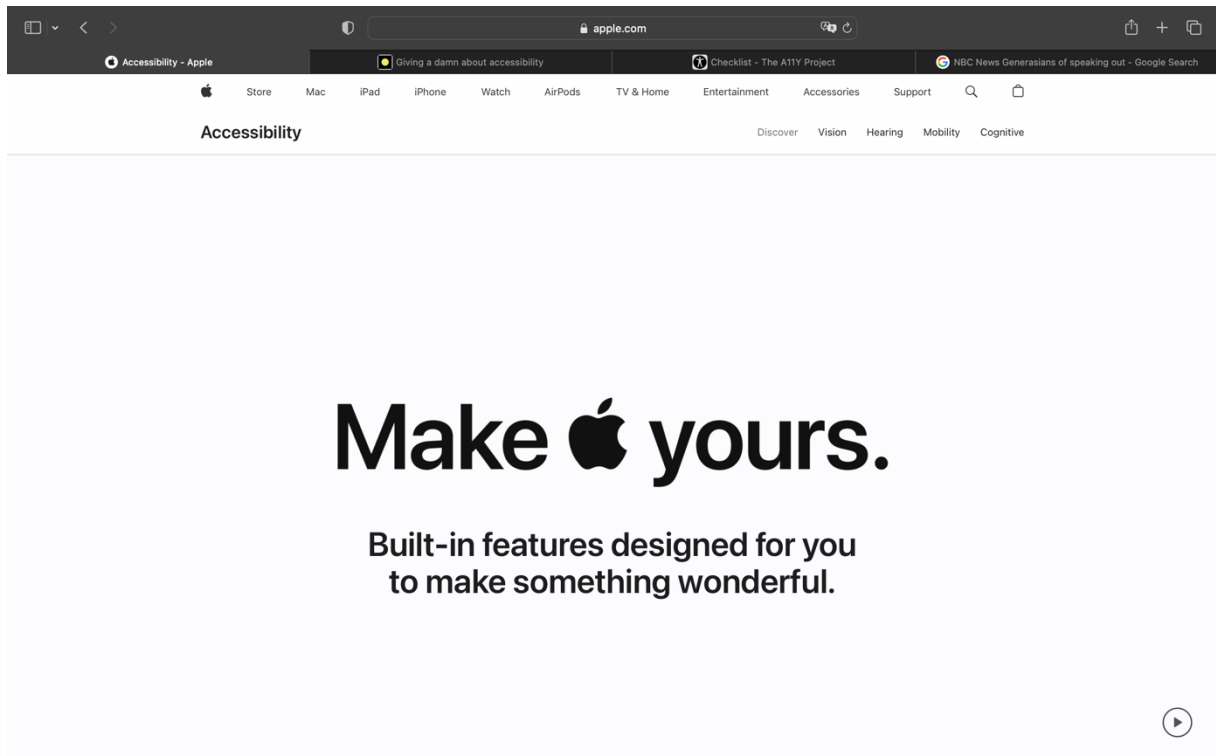 apple.com
Accessibility - Apple
Giving a damn about accessibility
Checklist - The A11Y Project
NBC News Generasians of speaking out - Google Search
Store Mac iPad iPhone Watch AirPods TV & Home Entertainment Accessories Support
Accessibility Discover Vision Hearing Mobility Cognitive
Make yours.
Built-in features designed for you
to make something wonderful.